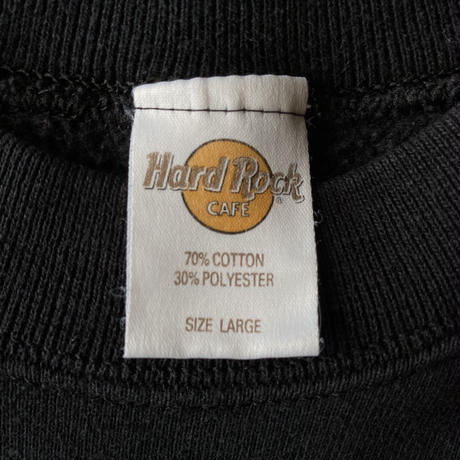 Hard Rock
CAFE
®
70% COTTON
30% POLYESTER
SIZE LARGE